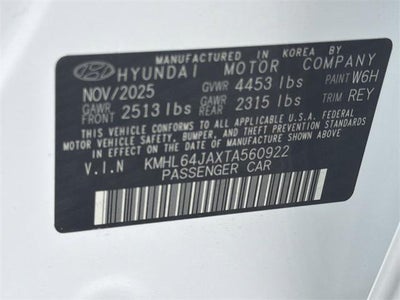 MANUFACTURED IN KOREA BY
HYUNDAI MOTOR COMPANY
NOV/2025 GVWR 4453 lbs PAINT W6H
GAWR FRONT 2513 lbs GAWR REAR 2315 lbs TRIM REY
THIS VEHICLE CONFORMS TO ALL APPLICABLE U.S.A. FEDERAL
MOTOR VEHICLE SAFETY, BUMPER, AND THEFT PREVENTION
STANDARDS IN EFFECT ON THE DATE OF MANUFACTURE SHOWN ABOVE.
V.I.N KMHL64JAXTA560922
PASSENGER CAR